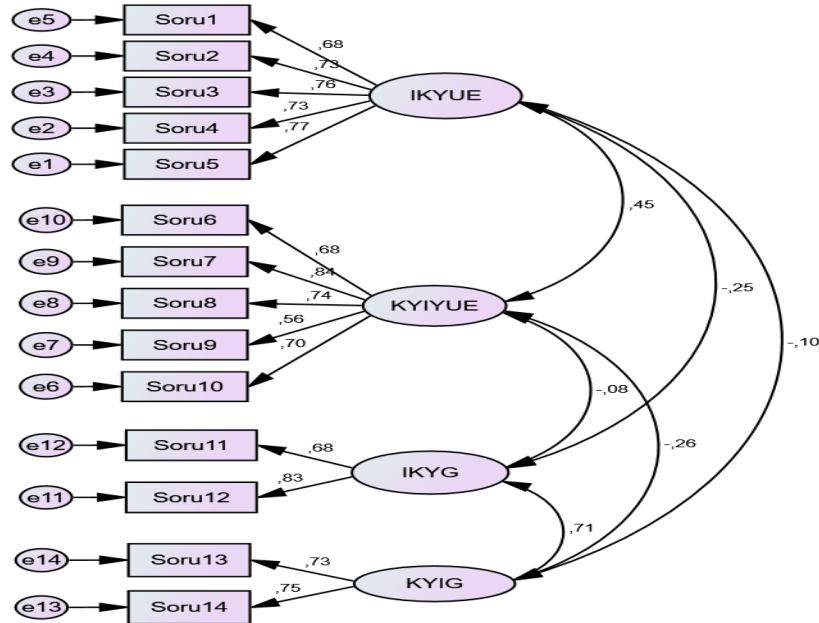 e5 Soru1
,68
e4 Soru2
,73
e3 Soru3
,76
IKYUE
e2 Soru4
,73
,77
e1 Soru5
,45
e10 Soru6
,68
e9 Soru7
,84
-,25
e8 Soru8
,74
KYIYUE
e7 Soru9
,56
,70
-,10
e6 Soru10
-,08
e12 Soru11
,68
-,26
IKYG
,83
e11 Soru12
,71
e14 Soru13
,73
KYIG
,75
e13 Soru14